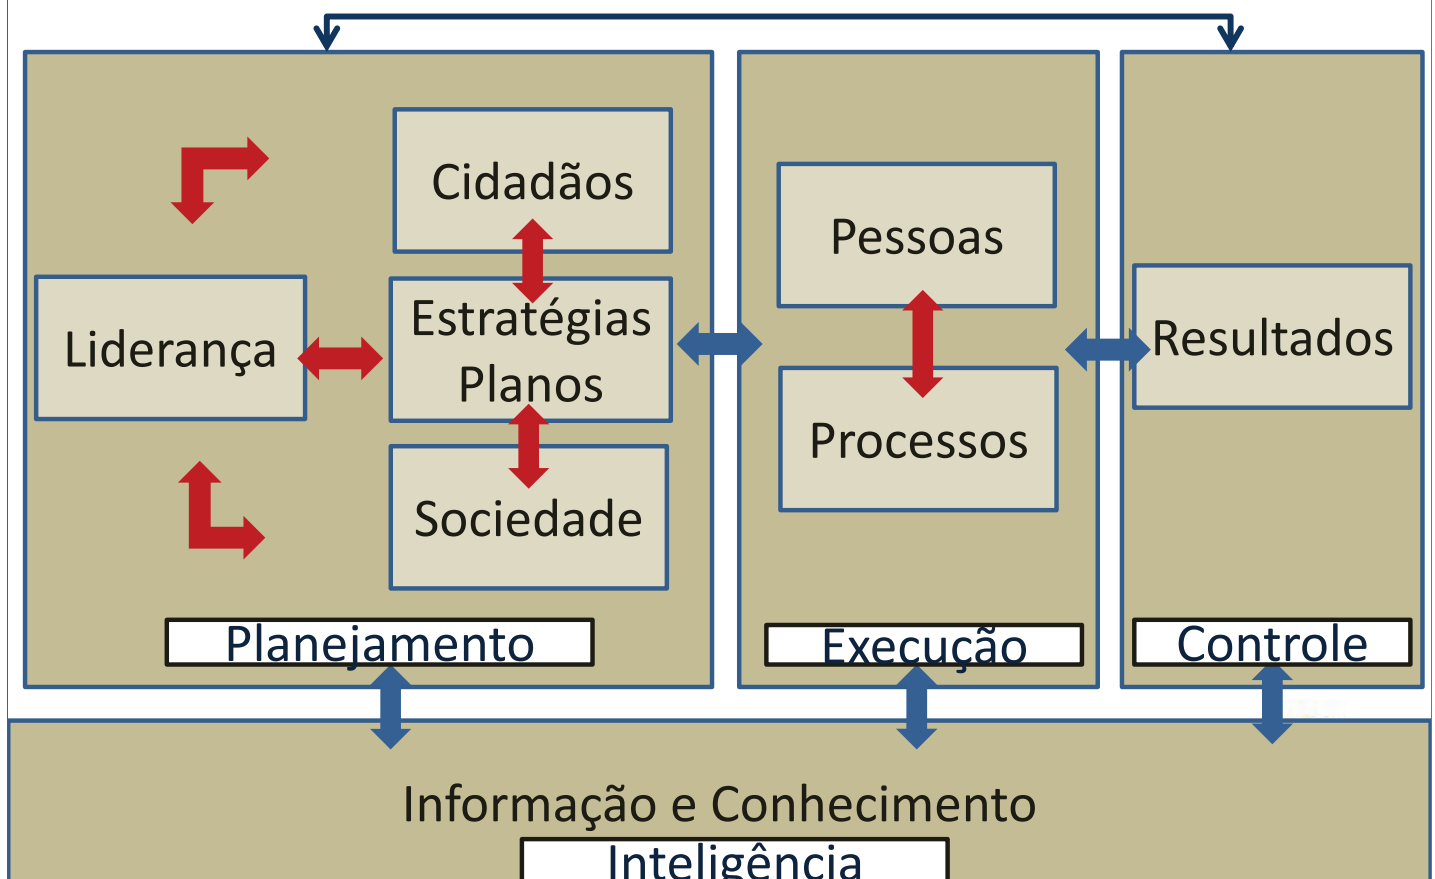 Cidadãos
Liderança
Estratégias
Planos
Sociedade
Planejamento
Pessoas
Processos
Execução
Resultados
Controle
Informação e Conhecimento
Inteligência